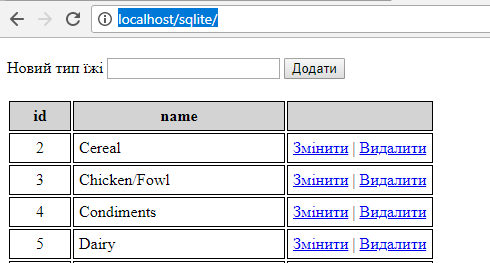 localhost/sqlite/
Новий тип їжі Додати
id name
2 Cereal Змінити | Видалити
3 Chicken/Fowl Змінити | Видалити
4 Condiments Змінити | Видалити
5 Dairy Змінити | Видалити